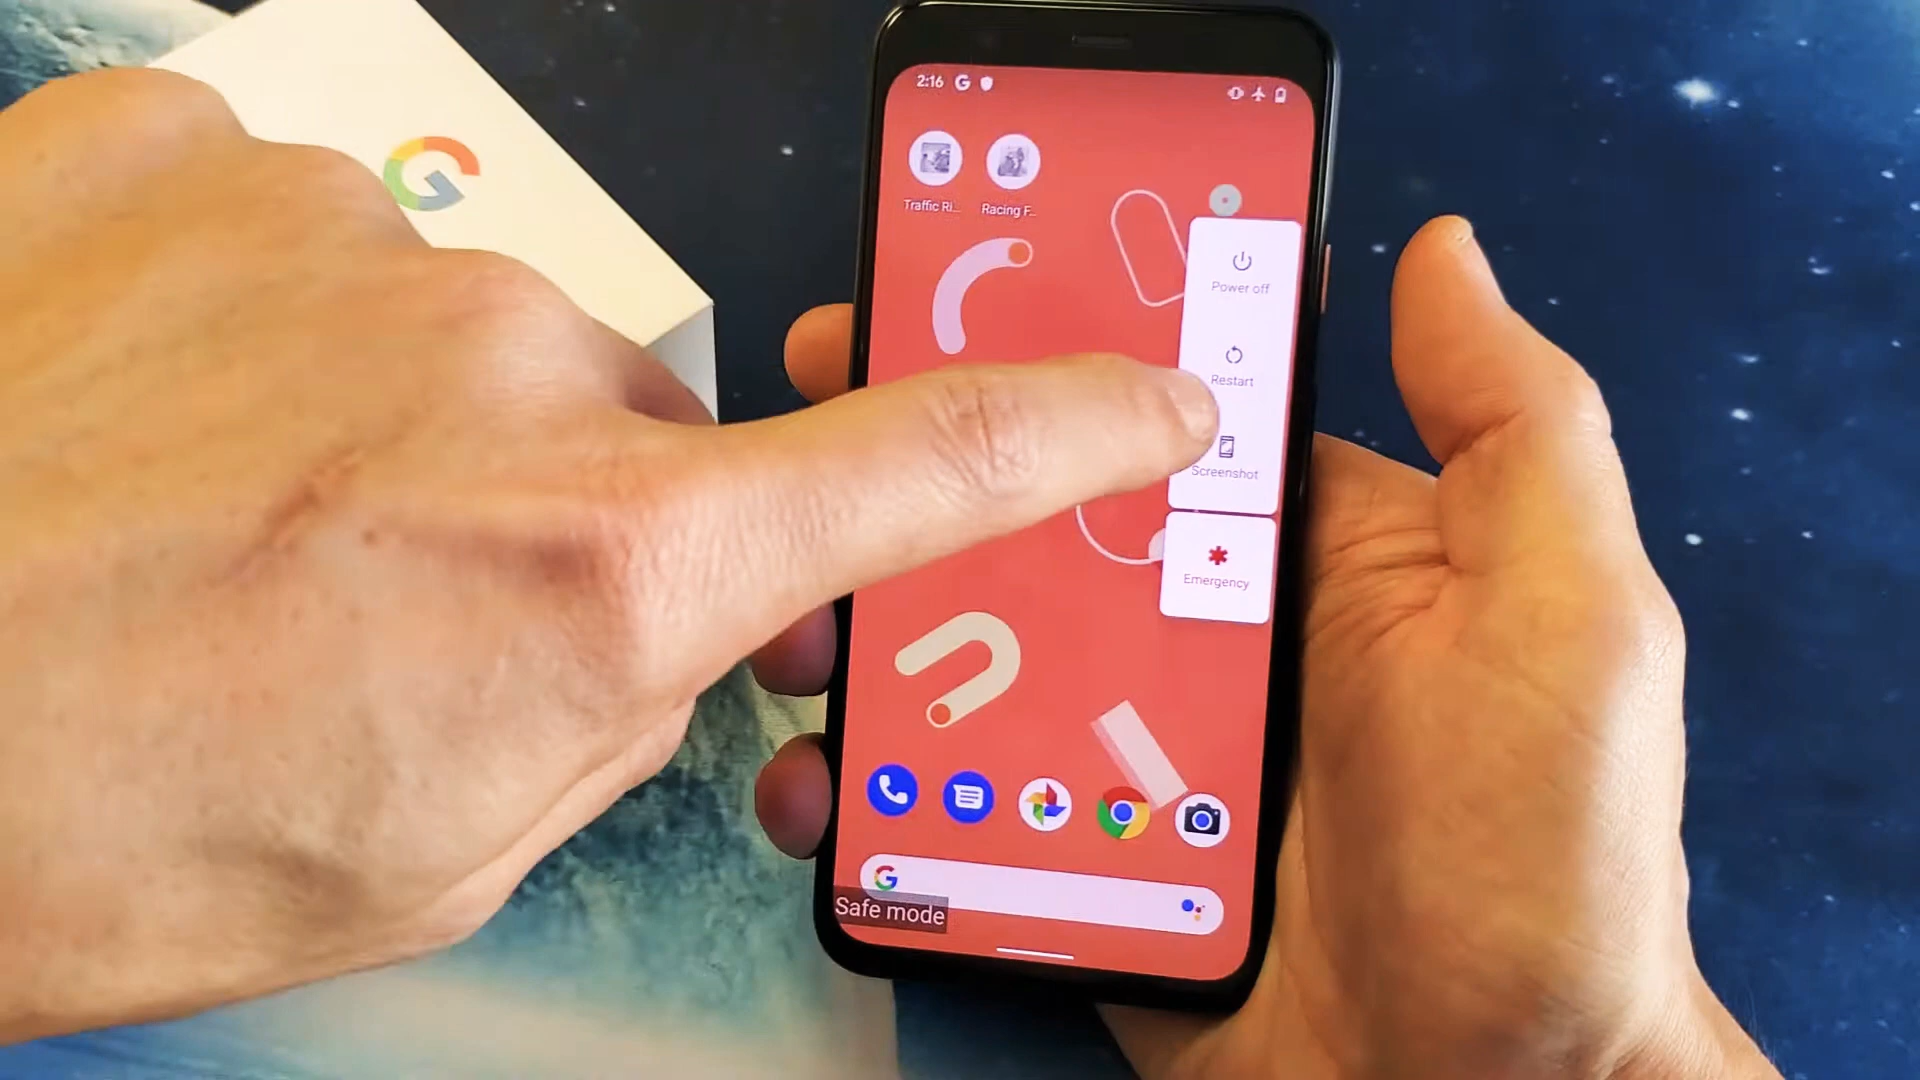 2:16
Traffic Ri...
Racing F...
Power off
Restart
Screenshot
Emergency
Safe mode